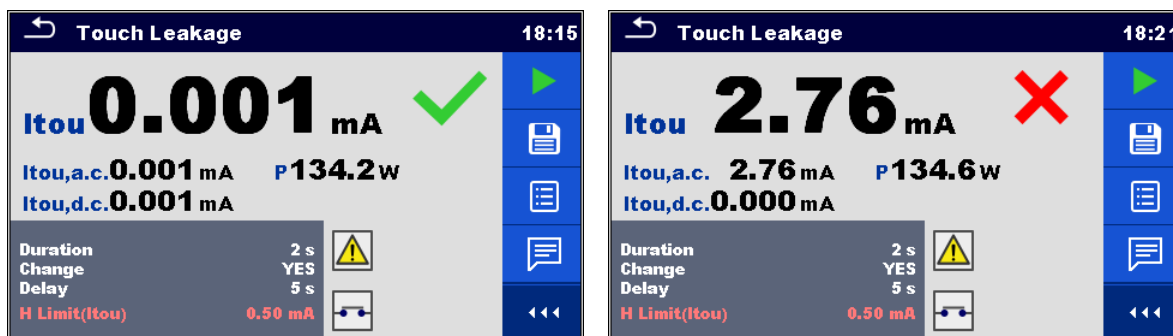 Touch Leakage 18:15
Itou 0.001 mA
Itou,a.c. 0.001 mA P 134.2 W
Itou,d.c. 0.001 mA
Duration 2 s
Change YES
Delay 5 s
H Limit(Itou) 0.50 mA
Touch Leakage 18:21
Itou 2.76 mA
Itou,a.c. 2.76 mA P 134.6 W
Itou,d.c. 0.000 mA
Duration 2 s
Change YES
Delay 5 s
H Limit(Itou) 0.50 mA